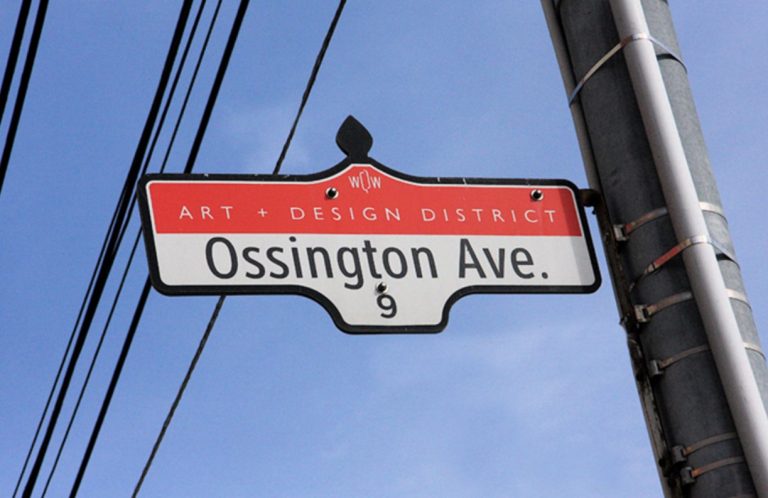 WQW
ART + DESIGN DISTRICT
Ossington Ave.
9